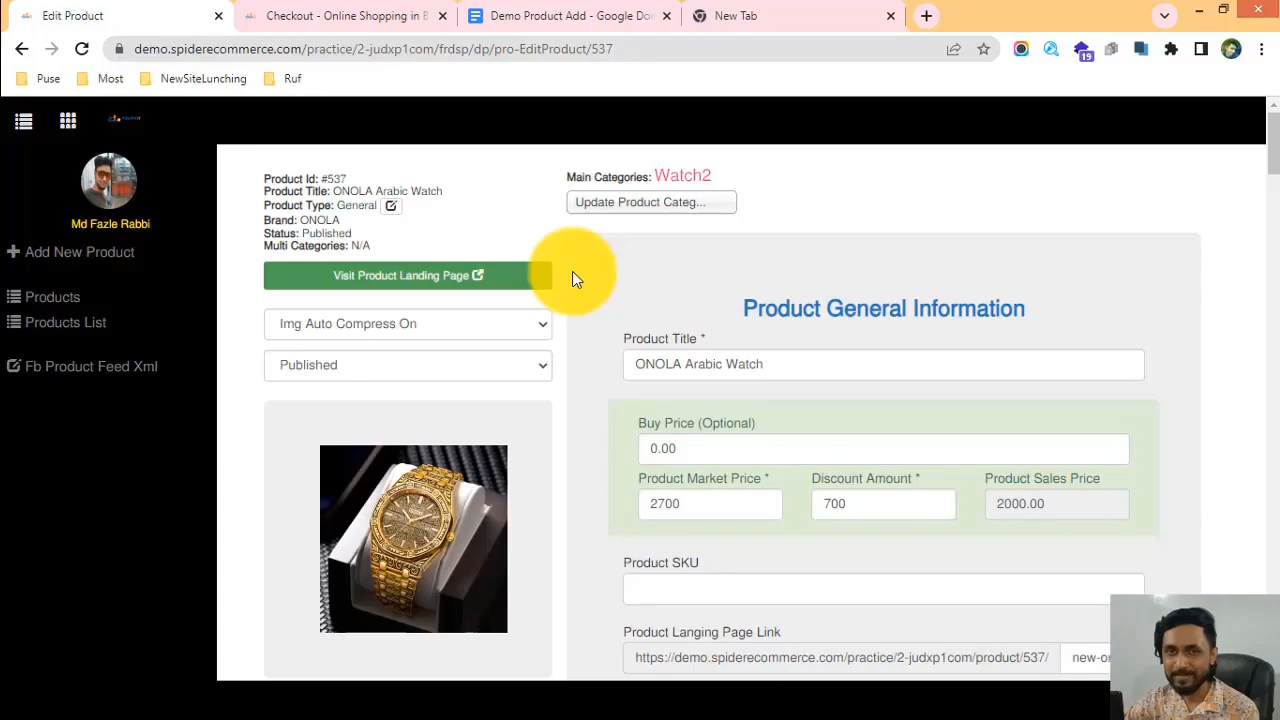 Edit Product
Checkout - Online Shopping in B
Demo Product Add - Google Do
New Tab
demo.spiderecommerce.com/practice/2-judxp1com/frdsp/dp/pro-EditProduct/537
19
Puse
Most
NewSiteLunching
Ruf
Md Fazle Rabbi
Add New Product
Products
Products List
Fb Product Feed Xml
Product Id: #537
Product Title: ONOLA Arabic Watch
Product Type: General
Brand: ONOLA
Status: Published
Multi Categories: N/A
Visit Product Landing Page
Img Auto Compress On
Published
Main Categories: Watch2
Update Product Categ...
Product General Information
Product Title *
ONOLA Arabic Watch
Buy Price (Optional)
0.00
Product Market Price *
Discount Amount *
Product Sales Price
2700
700
2000.00
Product SKU
Product Langing Page Link
https://demo.spiderecommerce.com/practice/2-judxp1com/product/537/